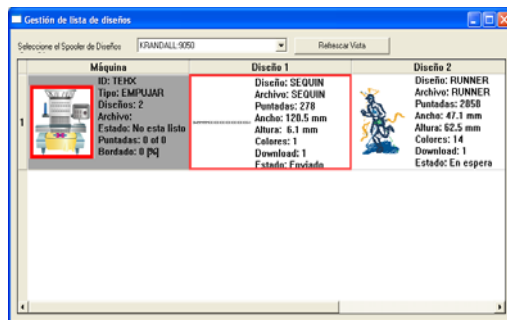 Gestión de lista de diseños
Seleccione el Spooler de Diseños KRANDALL:9050 Refrescar Vista
Máquina Diseño 1 Diseño 2
1
ID: TEHX
Tipo: EMPUJAR
Diseños: 2
Archivo:
Estado: No esta listo
Puntadas: 0 of 0
Bordado: 0 [%]
Diseño: SEQUIN
Archivo: SEQUIN
Puntadas: 278
Ancho: 120.5 mm
Altura: 6.1 mm
Colores: 1
Download: 1
Estado: Enviado
Diseño: RUNNER
Archivo: RUNNER
Puntadas: 2850
Ancho: 47.1 mm
Altura: 62.5 mm
Colores: 14
Download: 1
Estado: En espera